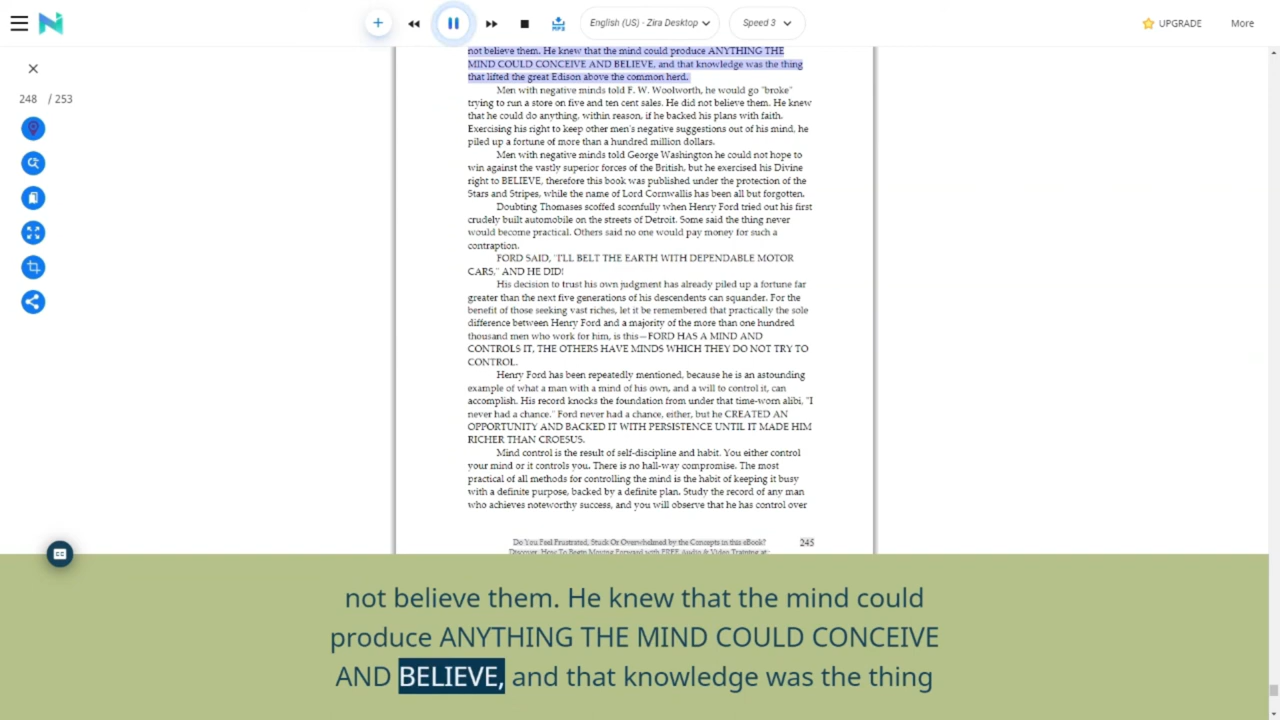 English (US) - Zira Desktop
Speed 3
UPGRADE
More
248 / 253
not believe them. He knew that the mind could produce ANYTHING THE
MIND COULD CONCEIVE AND BELIEVE, and that knowledge was the thing
that lifted the great Edison above the common herd.
Men with negative minds told F. W. Woolworth, he would go "broke"
trying to run a store on five and ten cent sales. He did not believe them. He knew
that he could do anything, within reason, if he backed his plans with faith.
Exercising his right to keep other men's negative suggestions out of his mind, he
piled up a fortune of more than a hundred million dollars.
Men with negative minds told George Washington he could not hope to
win against the vastly superior forces of the British, but he exercised his Divine
right to BELIEVE, therefore this book was published under the protection of the
Stars and Stripes, while the name of Lord Cornwallis has been all but forgotten.
Doubting Thomases scoffed scornfully when Henry Ford tried out his first
crudely built automobile on the streets of Detroit. Some said the thing never
would become practical. Others said no one would pay money for such a
contraption.
FORD SAID, "I'LL BELT THE EARTH WITH DEPENDABLE MOTOR
CARS," AND HE DID!
His decision to trust his own judgment has already piled up a fortune far
greater than the next five generations of his descendents can squander. For the
benefit of those seeking vast riches, let it be remembered that practically the sole
difference between Henry Ford and a majority of the more than one hundred
thousand men who work for him, is this—FORD HAS A MIND AND
CONTROLS IT, THE OTHERS HAVE MINDS WHICH THEY DO NOT TRY TO
CONTROL.
Henry Ford has been repeatedly mentioned, because he is an astounding
example of what a man with a mind of his own, and a will to control it, can
accomplish. His record knocks the foundation from under that time-worn alibi, "I
never had a chance." Ford never had a chance, either, but he CREATED AN
OPPORTUNITY AND BACKED IT WITH PERSISTENCE UNTIL IT MADE HIM
RICHER THAN CROESUS.
Mind control is the result of self-discipline and habit. You either control
your mind or it controls you. There is no hall-way compromise. The most
practical of all methods for controlling the mind is the habit of keeping it busy
with a definite purpose, backed by a definite plan. Study the record of any man
who achieves noteworthy success, and you will observe that he has control over
Do You Feel Frustrated, Stuck Or Overwhelmed by the Concepts in this eBook? 245
Discover: How To Begin Moving Forward with FREE Audio & Video Training at:
CC
not believe them. He knew that the mind could
produce ANYTHING THE MIND COULD CONCEIVE
AND BELIEVE, and that knowledge was the thing